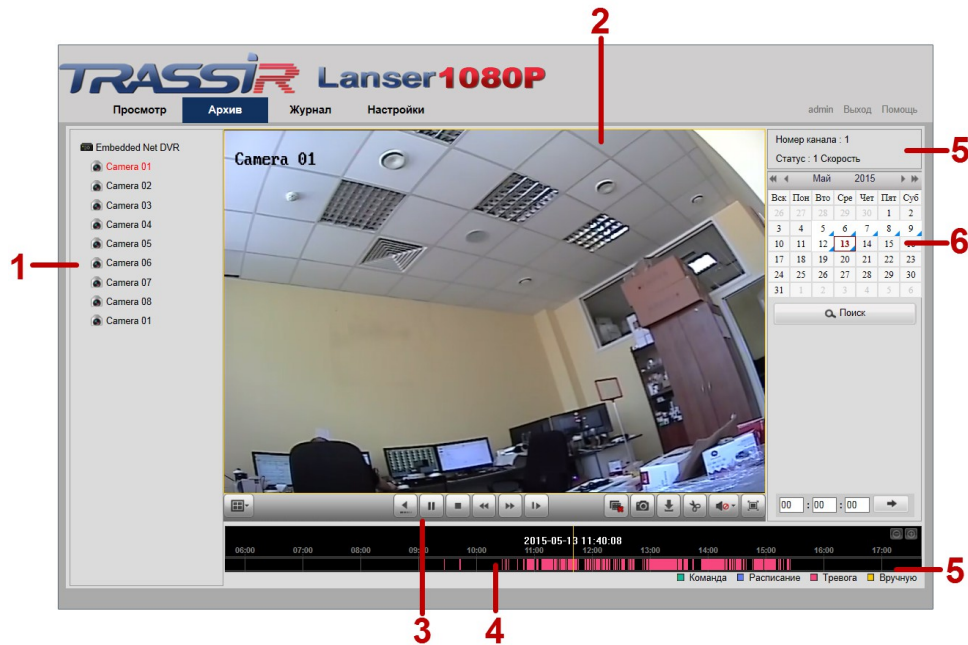 2
TRASSIR Lanser1080P
Просмотр Архив Журнал Настройки admin Выход Помощь
Embedded Net DVR
Camera 01
Camera 02
Camera 03
Camera 04
Camera 05
Camera 06
Camera 07
Camera 08
Camera 01
1
Camera 01
Номер канала : 1
Статус : 1 Скорость
5
Май 2015
Вск Пон Вто Сре Чет Пят Суб
26 27 28 29 30 1 2
3 4 5 6 7 8 9
10 11 12 13 14 15 16
6
17 18 19 20 21 22 23
24 25 26 27 28 29 30
31 1 2 3 4 5 6
Поиск
00 : 00 : 00
2015-05-13 11:40:08
06:00 07:00 08:00 09:00 10:00 11:00 12:00 13:00 14:00 15:00 16:00 17:00
Команда Расписание Тревога Вручную
5
3
4